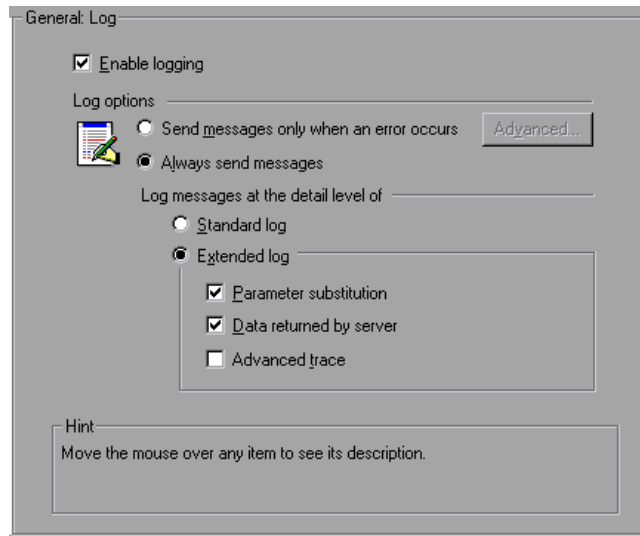 General: Log
Enable logging
Log options
Send messages only when an error occurs
Advanced...
Always send messages
Log messages at the detail level of
Standard log
Extended log
Parameter substitution
Data returned by server
Advanced trace
Hint
Move the mouse over any item to see its description.